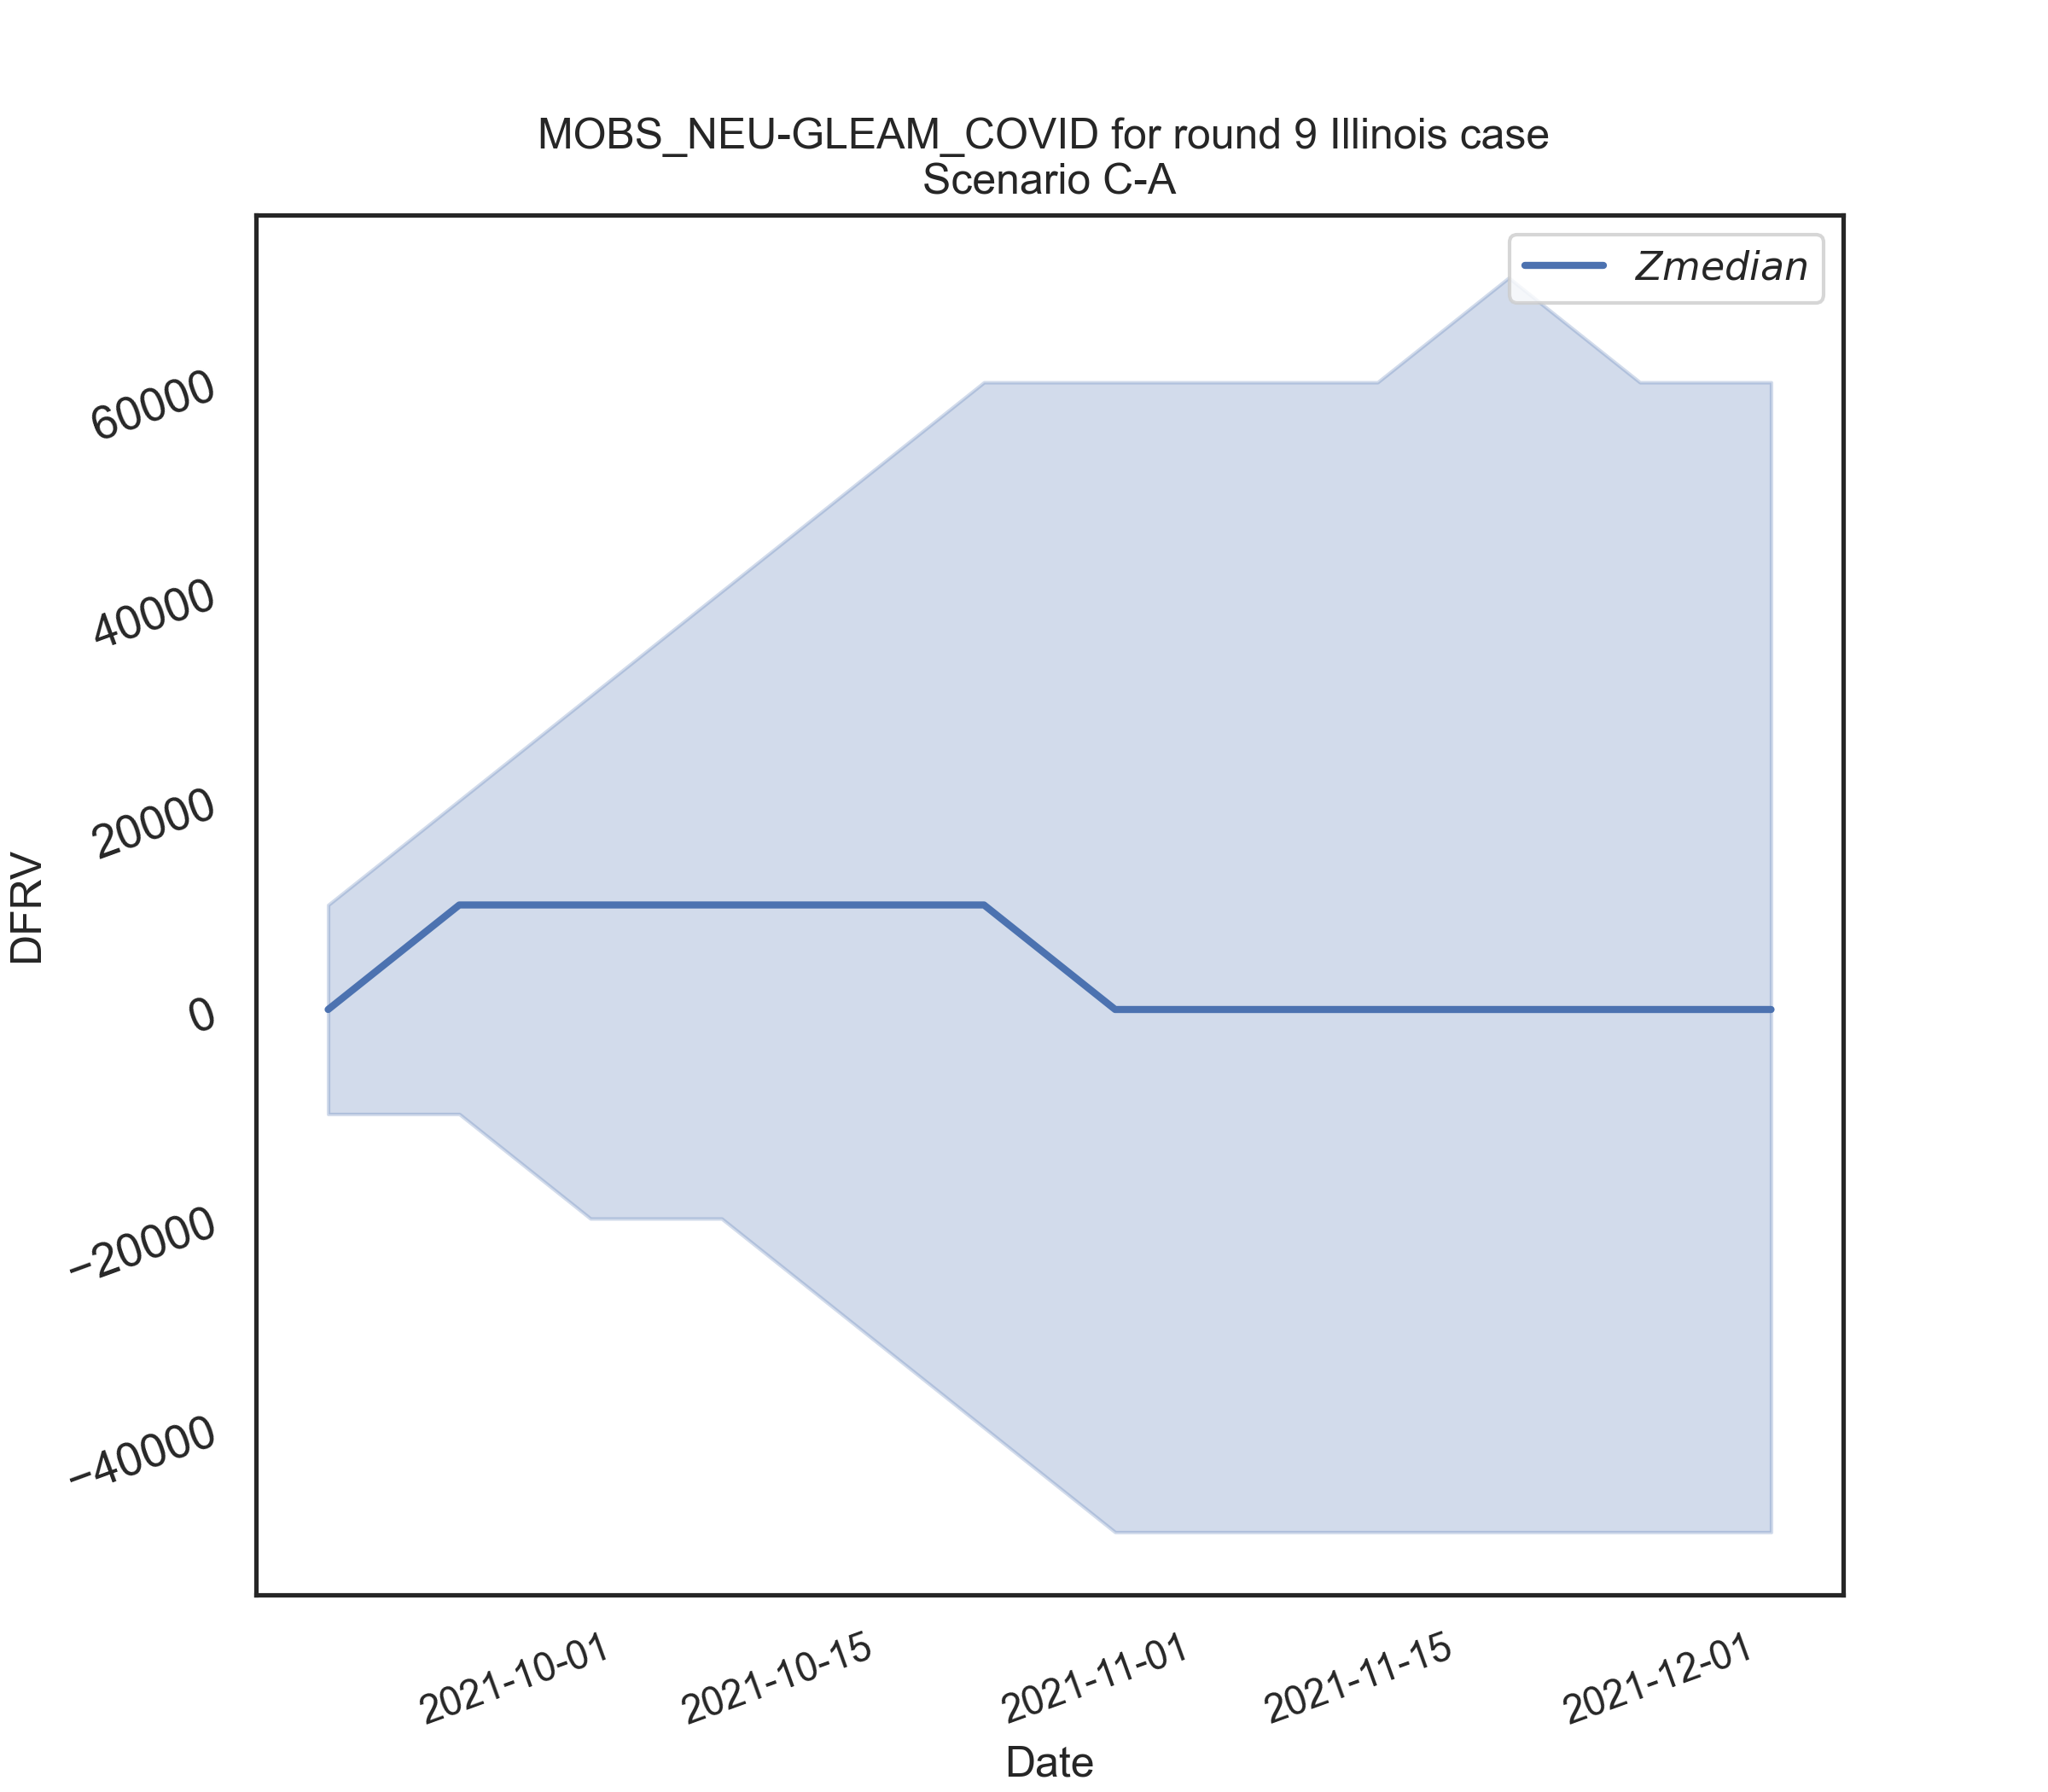 MOBS_NEU-GLEAM_COVID for round 9 Illinois case
Scenario C-A
Zmedian
60000
40000
20000
0
−20000
−40000
DFRV
2021-10-01
2021-10-15
2021-11-01
2021-11-15
2021-12-01
Date